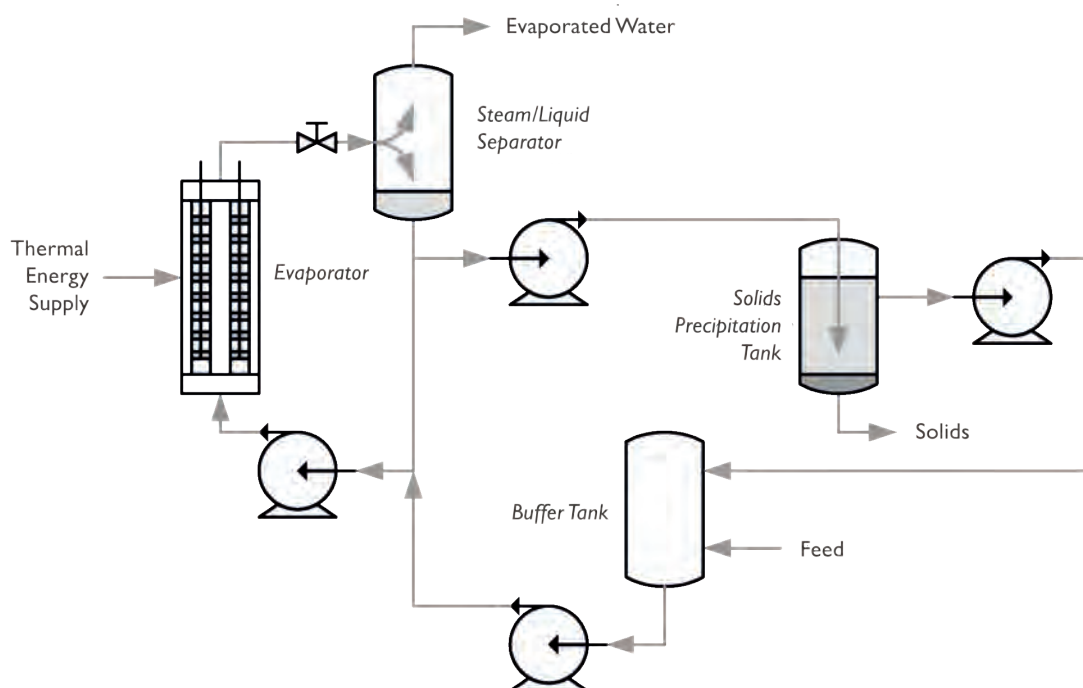 Evaporated Water
Steam/Liquid
Separator
Thermal
Energy
Supply
Evaporator
Solids
Precipitation
Tank
Solids
Buffer Tank
Feed